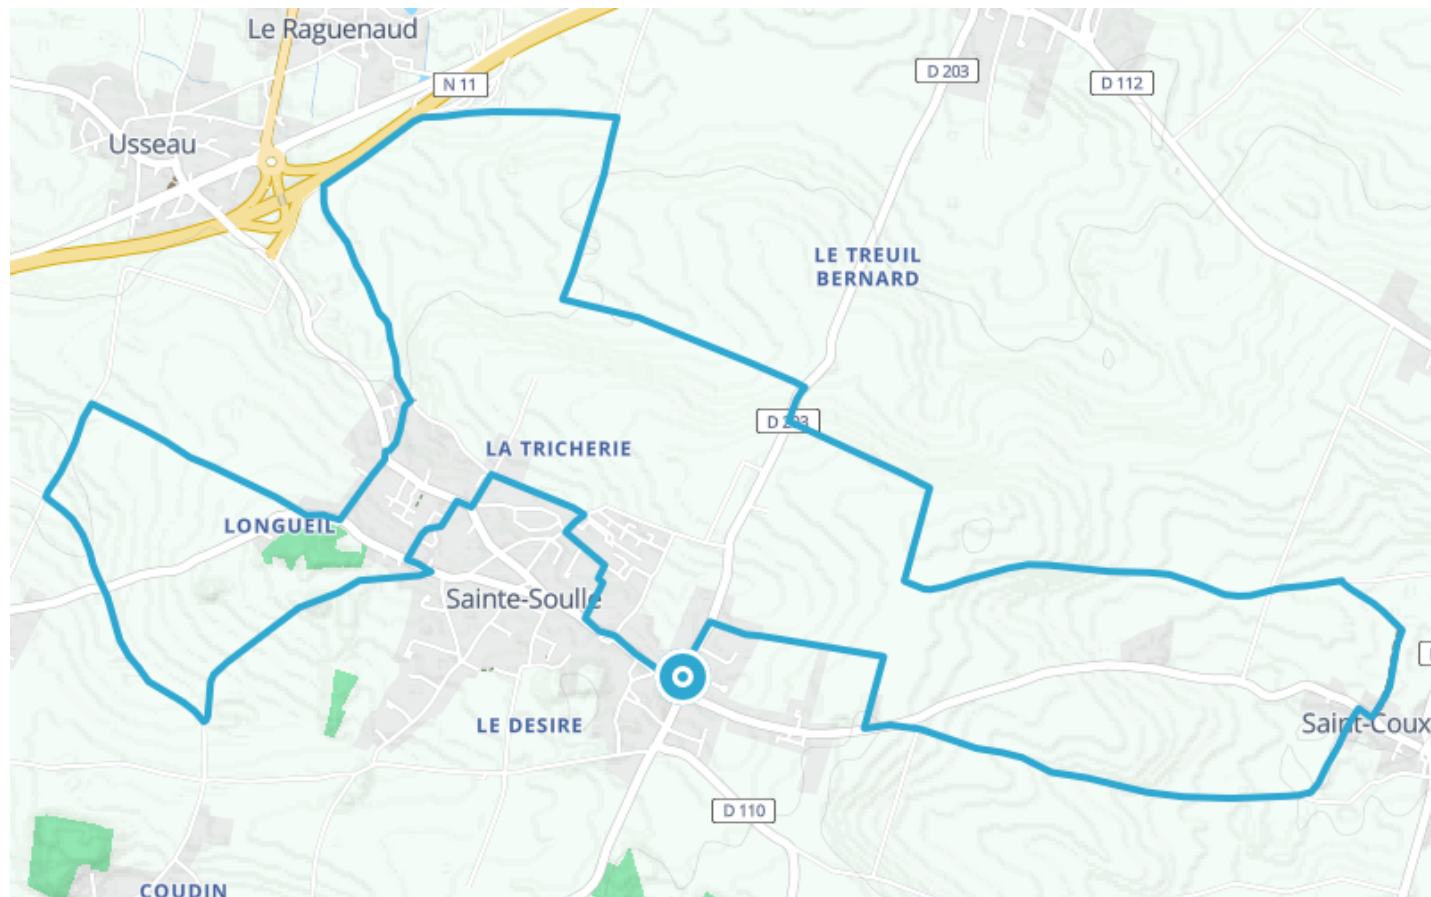 Le Raguenaud
N 11
D 203
D 112
Usseau
LE TREUIL
BERNARD
D 203
LA TRICHERIE
LONGUEIL
Sainte-Soulle
LE DESIRE
Saint-Coux
D 110
COUDIN